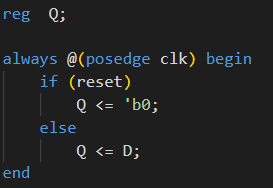 reg  Q;

always @(posedge clk) begin
    if (reset)
        Q <= 'b0;
    else
        Q <= D;
end